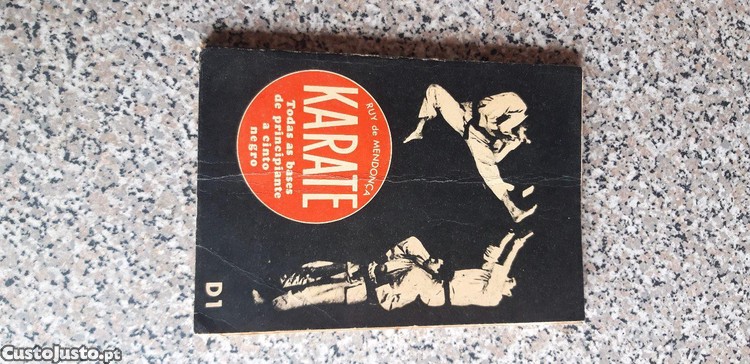 RUY de MENDONÇA
KARATE
Todas as bases
de principiante
a cinto
negro
D1
CustoJusto.pt